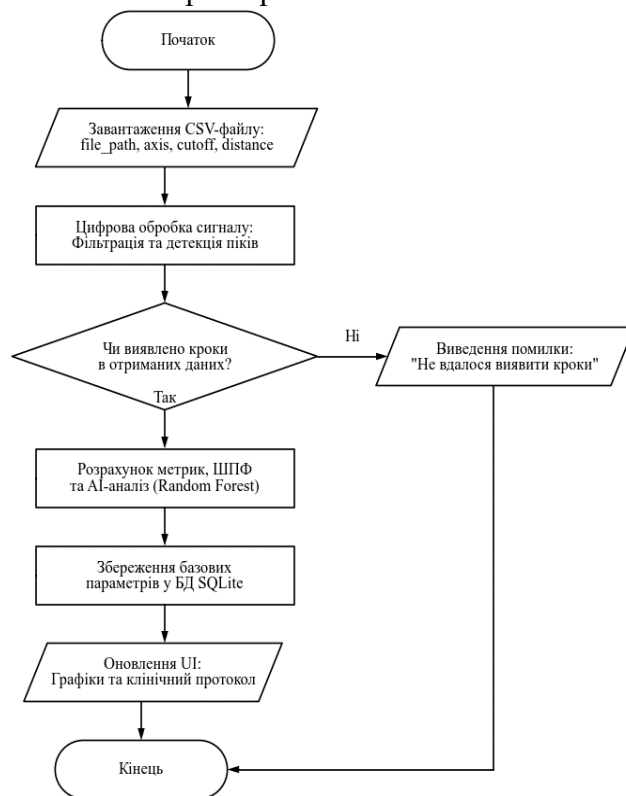 Початок
Завантаження CSV-файлу:
file_path, axis, cutoff, distance
Цифрова обробка сигналу:
Фільтрація та детекція піків
Чи виявлено кроки
в отриманих даних?
Ні
Виведення помилки:
"Не вдалося виявити кроки"
Так
Розрахунок метрик, ШПФ
та AI-аналіз (Random Forest)
Збереження базових
параметрів у БД SQLite
Оновлення UI:
Графіки та клінічний протокол
Кінець